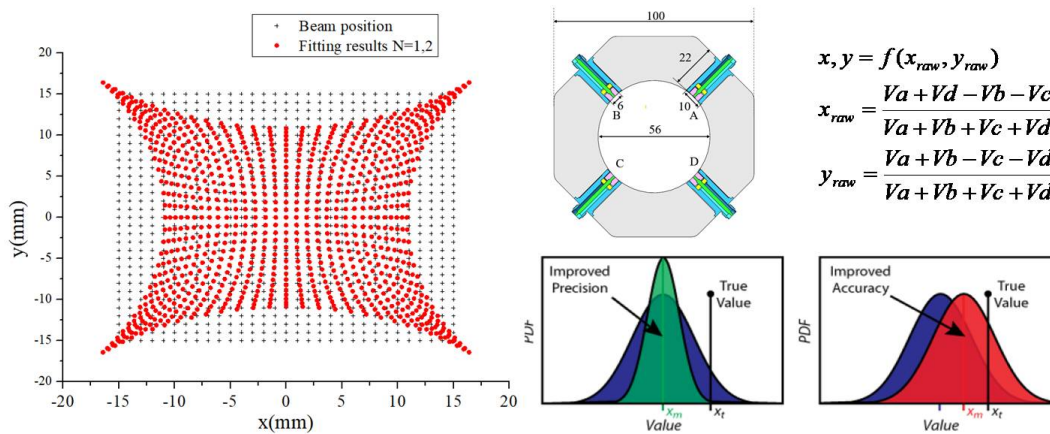 + Beam position
● Fitting results N=1,2
20
15
10
5
0
-5
-10
-15
-20
y(mm)
-20 -15 -10 -5 0 5 10 15 20
x(mm)
100
22
6
10
B
A
56
C
D
x, y = f(x_raw, y_raw)
x_raw = (Va + Vd − Vb − Vc) / (Va + Vb + Vc + Vd)
y_raw = (Va + Vb − Vc − Vd) / (Va + Vb + Vc + Vd)
Improved
Precision
True
Value
PDF
x_m
x_t
Value
Improved
Accuracy
True
Value
PDF
x_m
x_t
Value